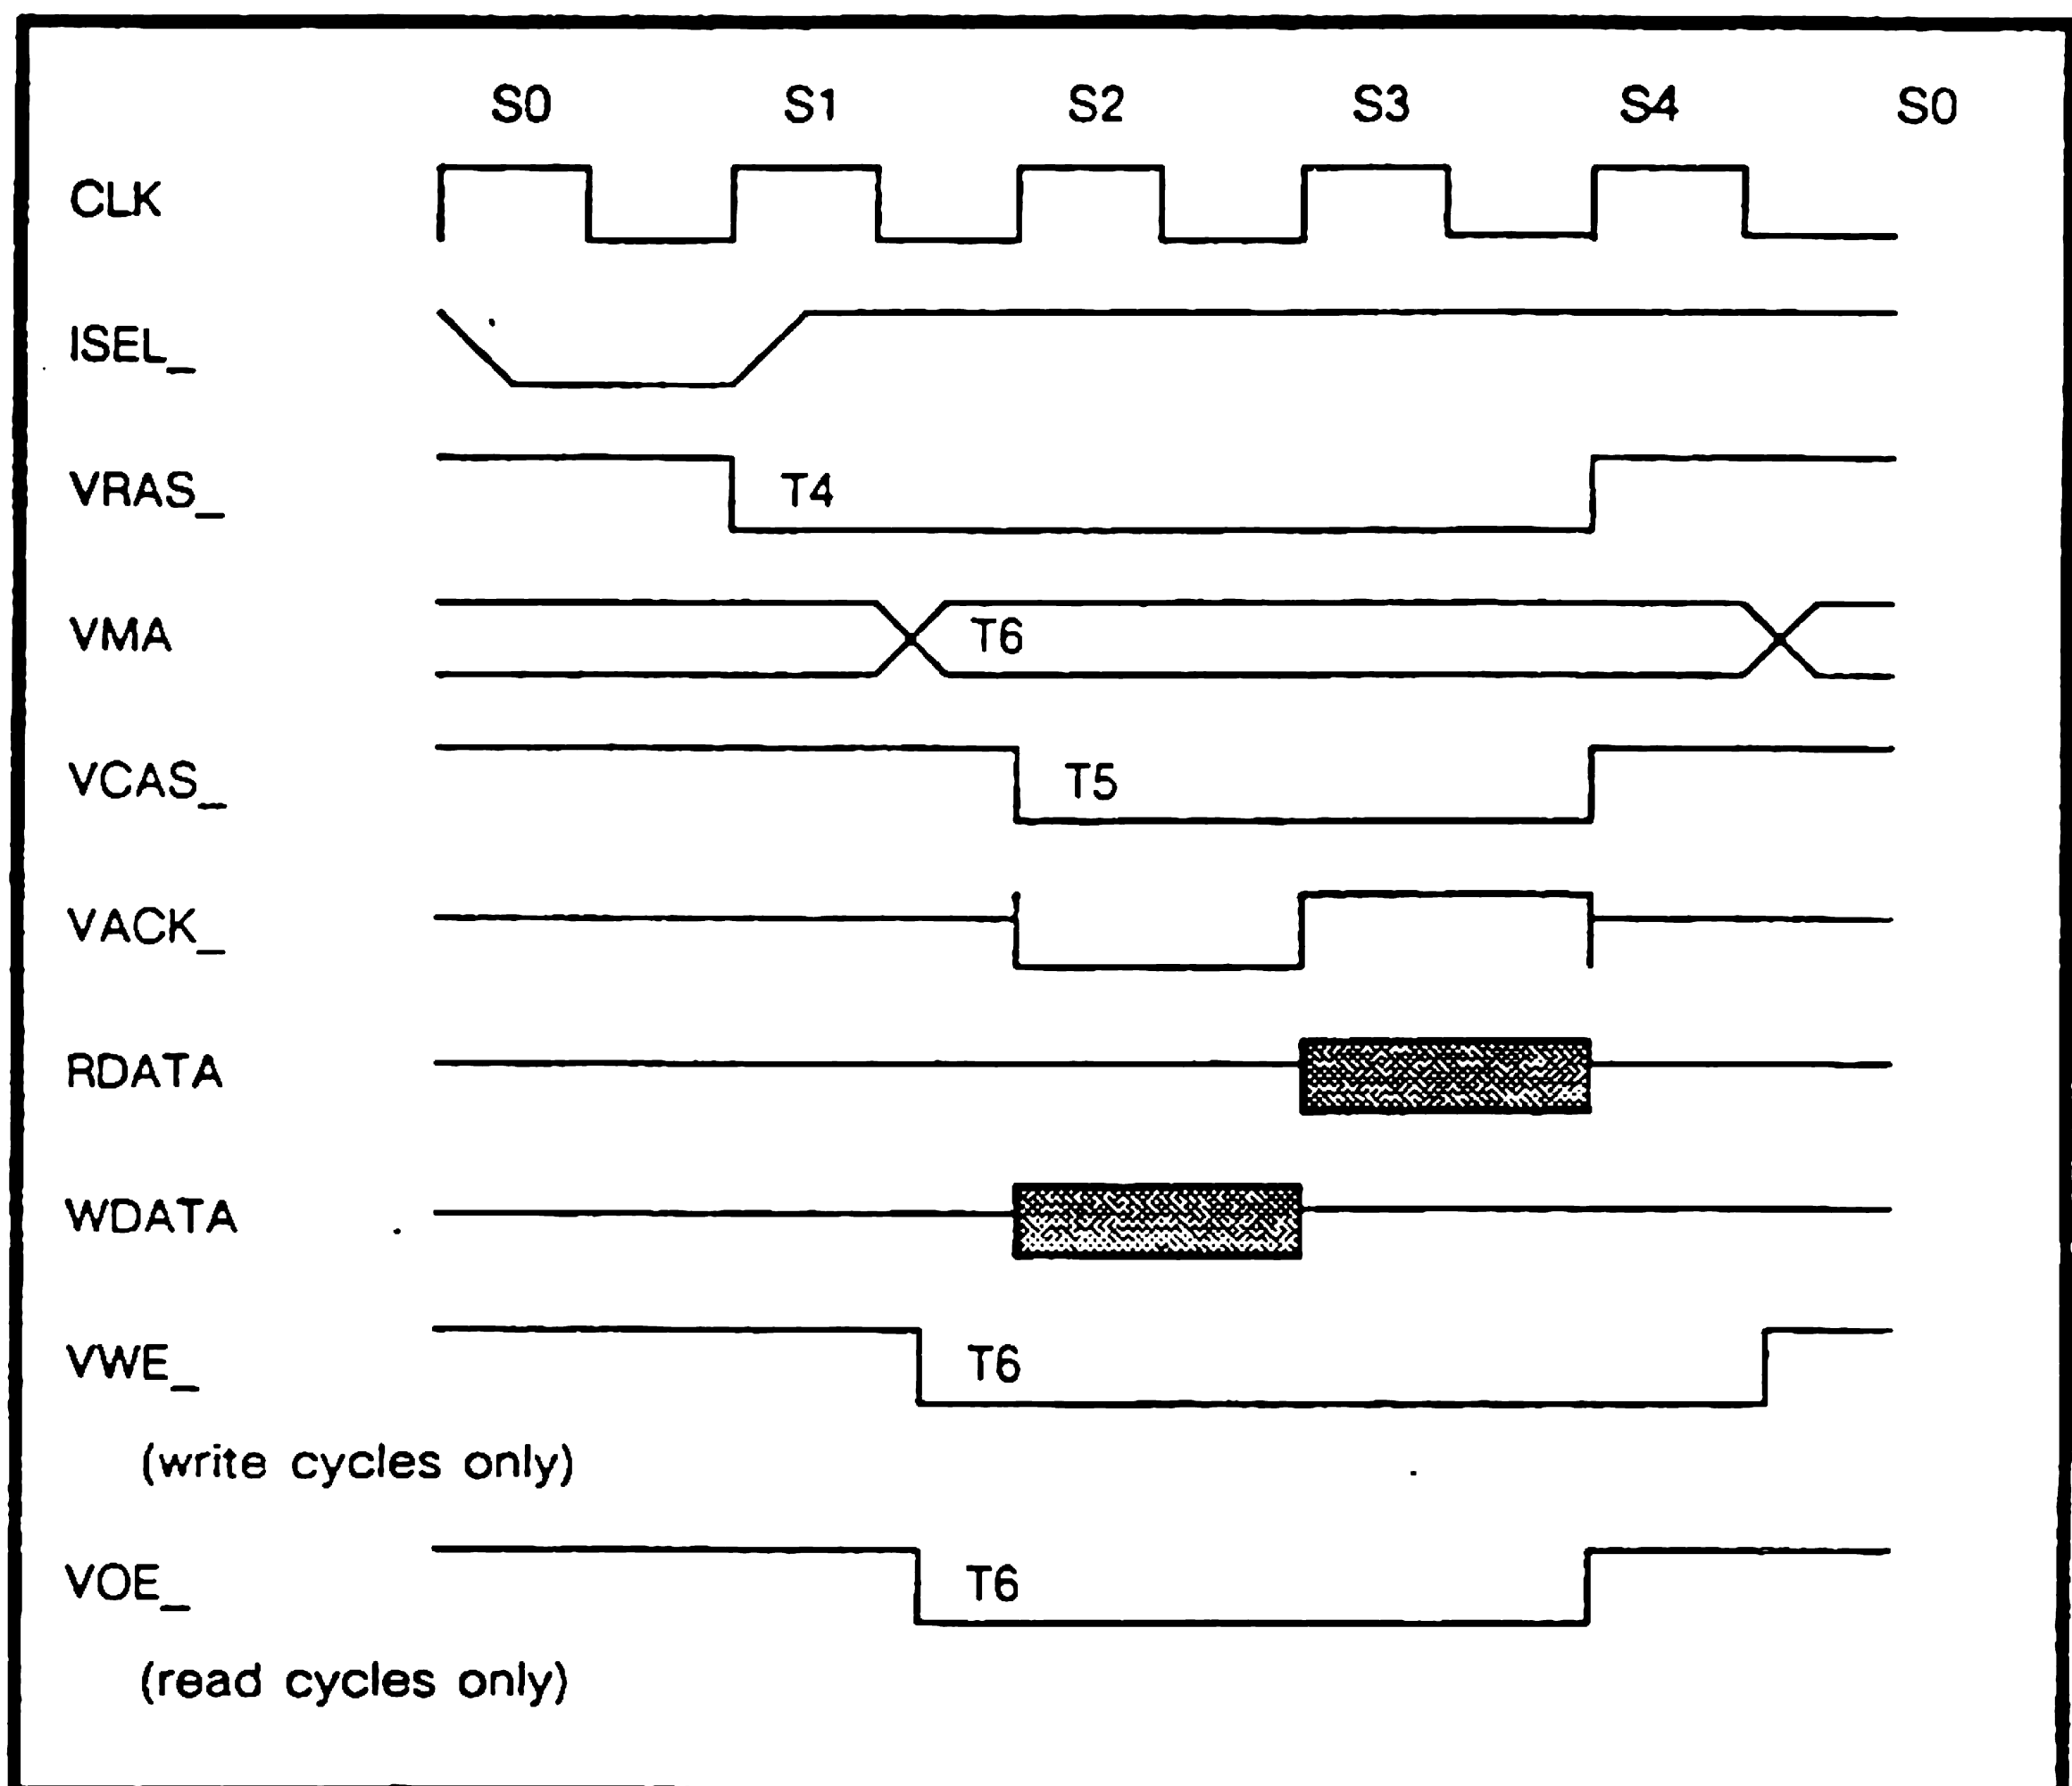 S0 S1 S2 S3 S4 S0
CLK
ISEL_
VRAS_ T4
VMA T6
VCAS_ T5
VACK_
RDATA
WDATA
VWE_ T6
(write cycles only)
VOE_ T6
(read cycles only)